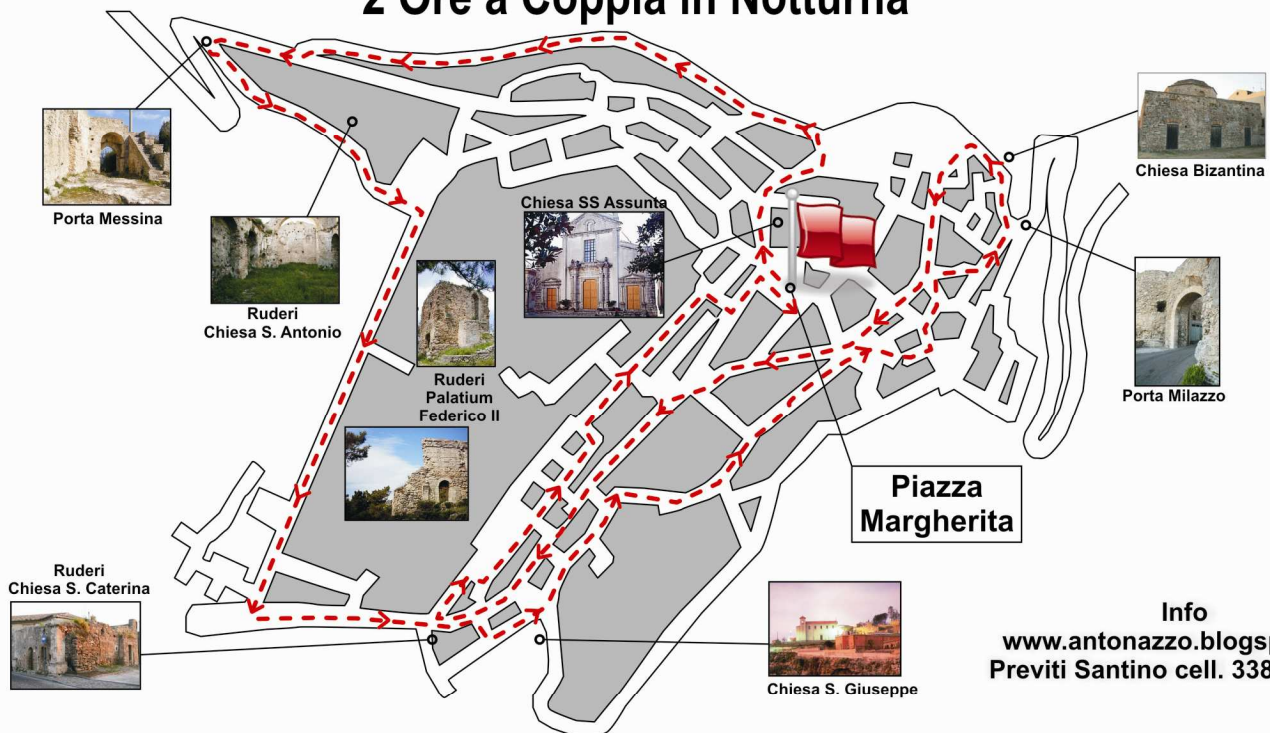 2 Ore a Coppia in Notturna
Porta Messina
Ruderi
Chiesa S. Antonio
Chiesa SS Assunta
Ruderi
Palatium
Federico II
Chiesa Bizantina
Porta Milazzo
Piazza
Margherita
Ruderi
Chiesa S. Caterina
Chiesa S. Giuseppe
Info
www.antonazzo.blogsp
Previti Santino cell. 338